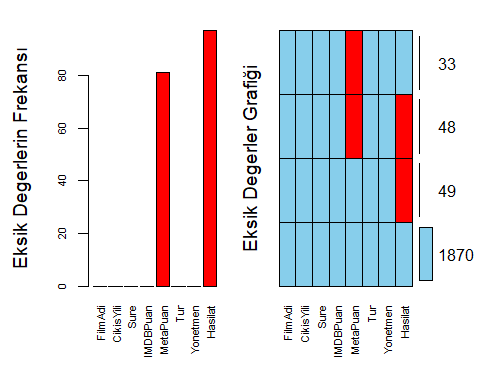 Eksik Degerlerin Frekansı
0
20
40
60
80
FilmAdi
CikisYili
Sure
IMDBPuan
MetaPuan
Tur
Yonetmen
Hasilat
Eksik Degerler Grafiği
FilmAdi
CikisYili
Sure
IMDBPuan
MetaPuan
Tur
Yonetmen
Hasilat
33
48
49
1870